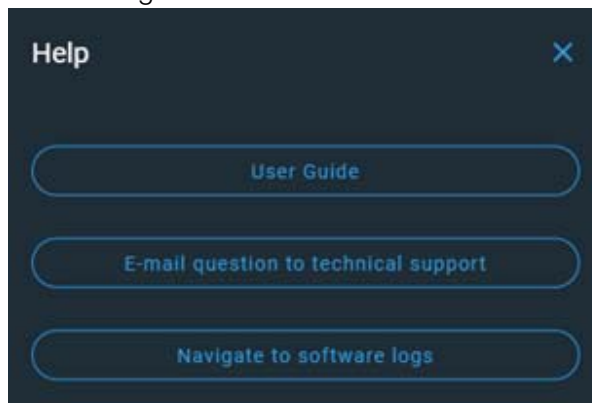 Help
User Guide
E-mail question to technical support
Navigate to software logs